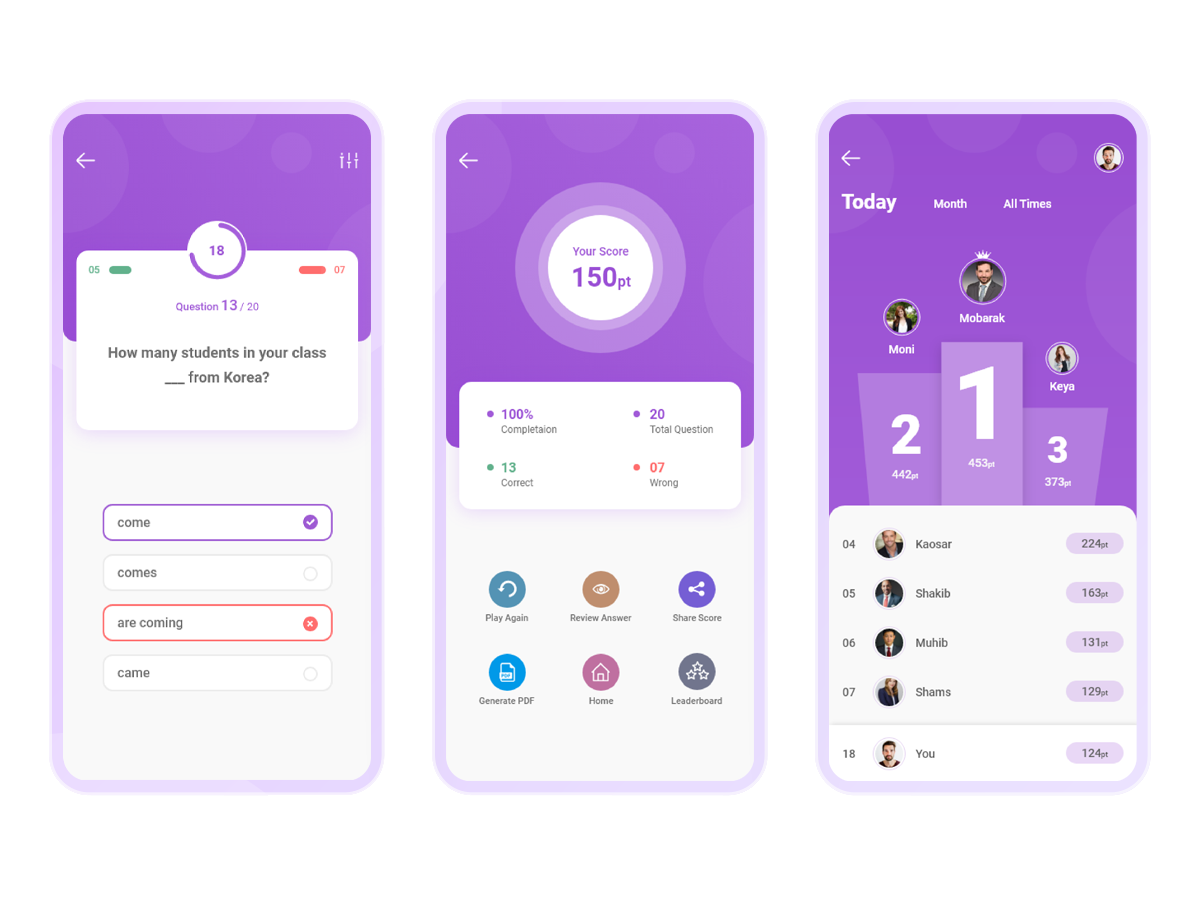 18
05
07
Question 13 / 20
How many students in your class
___ from Korea?
come
comes
are coming
came
Your Score
150pt
100%
Completaion
20
Total Question
13
Correct
07
Wrong
Play Again
Review Answer
Share Score
PDF
Generate PDF
Home
Leaderboard
Today Month All Times
Mobarak
Moni
Keya
1
453pt
2
442pt
3
373pt
04 Kaosar 224pt
05 Shakib 163pt
06 Muhib 131pt
07 Shams 129pt
18 You 124pt